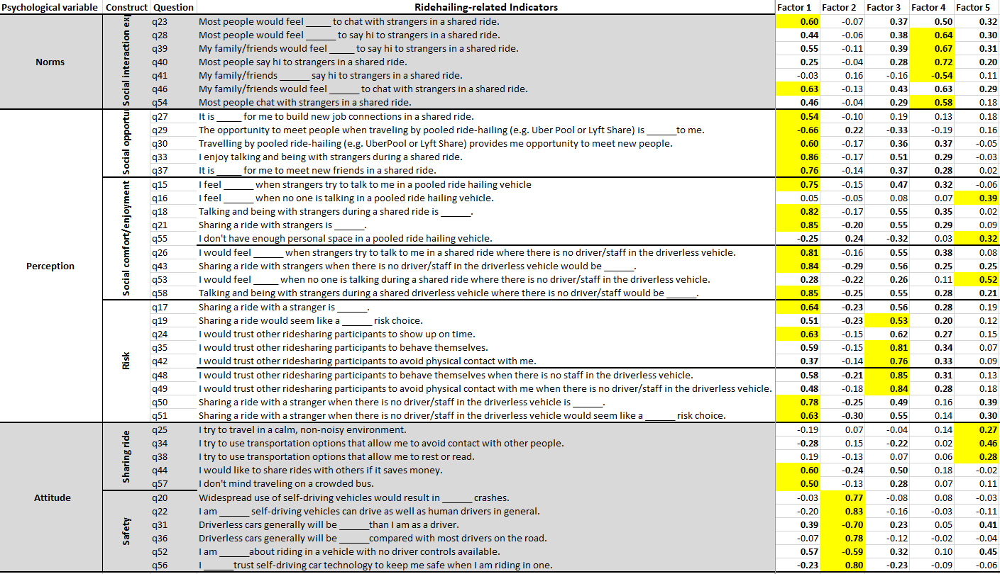 Psychological variable Construct Question Ridehailing-related Indicators Factor 1 Factor 2 Factor 3 Factor 4 Factor 5
Norms
Social interaction ex
q23 Most people would feel _____ to chat with strangers in a shared ride. 0.60 -0.07 0.37 0.50 0.32
q28 Most people would feel ______ to say hi to strangers in a shared ride. 0.44 -0.06 0.38 0.64 0.30
q39 My family/friends would feel _____ to say hi to strangers in a shared ride. 0.55 -0.11 0.39 0.67 0.31
q40 Most people say hi to strangers in a shared ride. 0.25 -0.04 0.28 0.72 0.20
q41 My family/friends ______ say hi to strangers in a shared ride. -0.03 0.16 -0.16 -0.54 0.11
q46 My family/friends would feel ______ to chat with strangers in a shared ride. 0.63 -0.13 0.43 0.63 0.29
q54 Most people chat with strangers in a shared ride. 0.46 -0.04 0.29 0.58 0.18
Perception
Social opportu
q27 It is _____ for me to build new job connections in a shared ride. 0.54 -0.10 0.19 0.13 0.18
q29 The opportunity to meet people when traveling by pooled ride-hailing (e.g. Uber Pool or Lyft Share) is ______to me. -0.66 0.22 -0.33 -0.19 0.16
q30 Travelling by pooled ride-hailing (e.g. UberPool or Lyft Share) provides me opportunity to meet new people. 0.60 -0.17 0.36 0.37 -0.05
q33 I enjoy talking and being with strangers during a shared ride. 0.86 -0.17 0.51 0.29 -0.03
q37 It is _____ for me to meet new friends in a shared ride. 0.76 -0.14 0.37 0.28 0.02
Social comfort/enjoyment
q15 I feel ______ when strangers try to talk to me in a pooled ride hailing vehicle 0.75 -0.15 0.47 0.32 -0.06
q16 I feel ______ when no one is talking in a pooled ride hailing vehicle. 0.05 -0.05 0.08 0.07 0.39
q18 Talking and being with strangers during a shared ride is ______. 0.82 -0.17 0.55 0.35 0.02
q21 Sharing a ride with strangers is ______. 0.85 -0.20 0.55 0.29 0.09
q55 I don't have enough personal space in a pooled ride hailing vehicle. -0.25 0.24 -0.32 0.03 0.32
q26 I would feel ______ when strangers try to talk to me in a shared ride where there is no driver/staff in the driverless vehicle. 0.81 -0.16 0.55 0.38 0.08
q43 Sharing a ride with strangers when there is no driver/staff in the driverless vehicle would be ______. 0.84 -0.29 0.56 0.25 0.25
q53 I would feel _____ when no one is talking during a shared ride where there is no driver/staff in the driverless vehicle. 0.28 -0.22 0.26 0.11 0.52
q58 Talking and being with strangers during a shared driverless vehicle where there is no driver/staff would be ______. 0.85 -0.25 0.55 0.28 0.21
Risk
q17 Sharing a ride with a stranger is ______. 0.64 -0.23 0.56 0.28 0.19
q19 Sharing a ride would seem like a ______ risk choice. 0.51 -0.23 0.53 0.20 0.12
q24 I would trust other ridesharing participants to show up on time. 0.63 -0.15 0.62 0.27 0.15
q35 I would trust other ridesharing participants to behave themselves. 0.59 -0.15 0.81 0.34 0.07
q42 I would trust other ridesharing participants to avoid physical contact with me. 0.37 -0.14 0.76 0.33 0.09
q48 I would trust other ridesharing participants to behave themselves when there is no staff in the driverless vehicle. 0.58 -0.21 0.85 0.31 0.13
q49 I would trust other ridesharing participants to avoid physical contact with me when there is no driver/staff in the driverless vehicle. 0.48 -0.18 0.84 0.28 0.18
q50 Sharing a ride with a stranger when there is no driver/staff in the driverless vehicle is ______. 0.78 -0.25 0.49 0.16 0.39
q51 Sharing a ride with a stranger when there is no driver/staff in the driverless vehicle would seem like a ______ risk choice. 0.63 -0.30 0.55 0.14 0.30
Attitude
Sharing ride
q25 I try to travel in a calm, non-noisy environment. -0.19 0.07 -0.04 0.14 0.27
q34 I try to use transportation options that allow me to avoid contact with other people. -0.28 0.15 -0.22 0.02 0.46
q38 I try to use transportation options that allow me to rest or read. 0.19 -0.13 0.07 0.06 0.28
q44 I would like to share rides with others if it saves money. 0.60 -0.24 0.50 0.18 -0.02
q57 I don't mind traveling on a crowded bus. 0.50 -0.13 0.28 0.07 0.11
Safety
q20 Widespread use of self-driving vehicles would result in ______ crashes. -0.03 0.77 -0.08 0.08 -0.03
q22 I am ______ self-driving vehicles can drive as well as human drivers in general. -0.20 0.83 -0.16 -0.03 -0.11
q31 Driverless cars generally will be ______than I am as a driver. 0.39 -0.70 0.23 0.05 0.41
q36 Driverless cars generally will be ______compared with most drivers on the road. -0.07 0.78 -0.12 -0.02 -0.04
q52 I am ______about riding in a vehicle with no driver controls available. 0.57 -0.59 0.32 0.10 0.45
q56 I ______trust self-driving car technology to keep me safe when I am riding in one. -0.23 0.80 -0.23 -0.09 -0.06